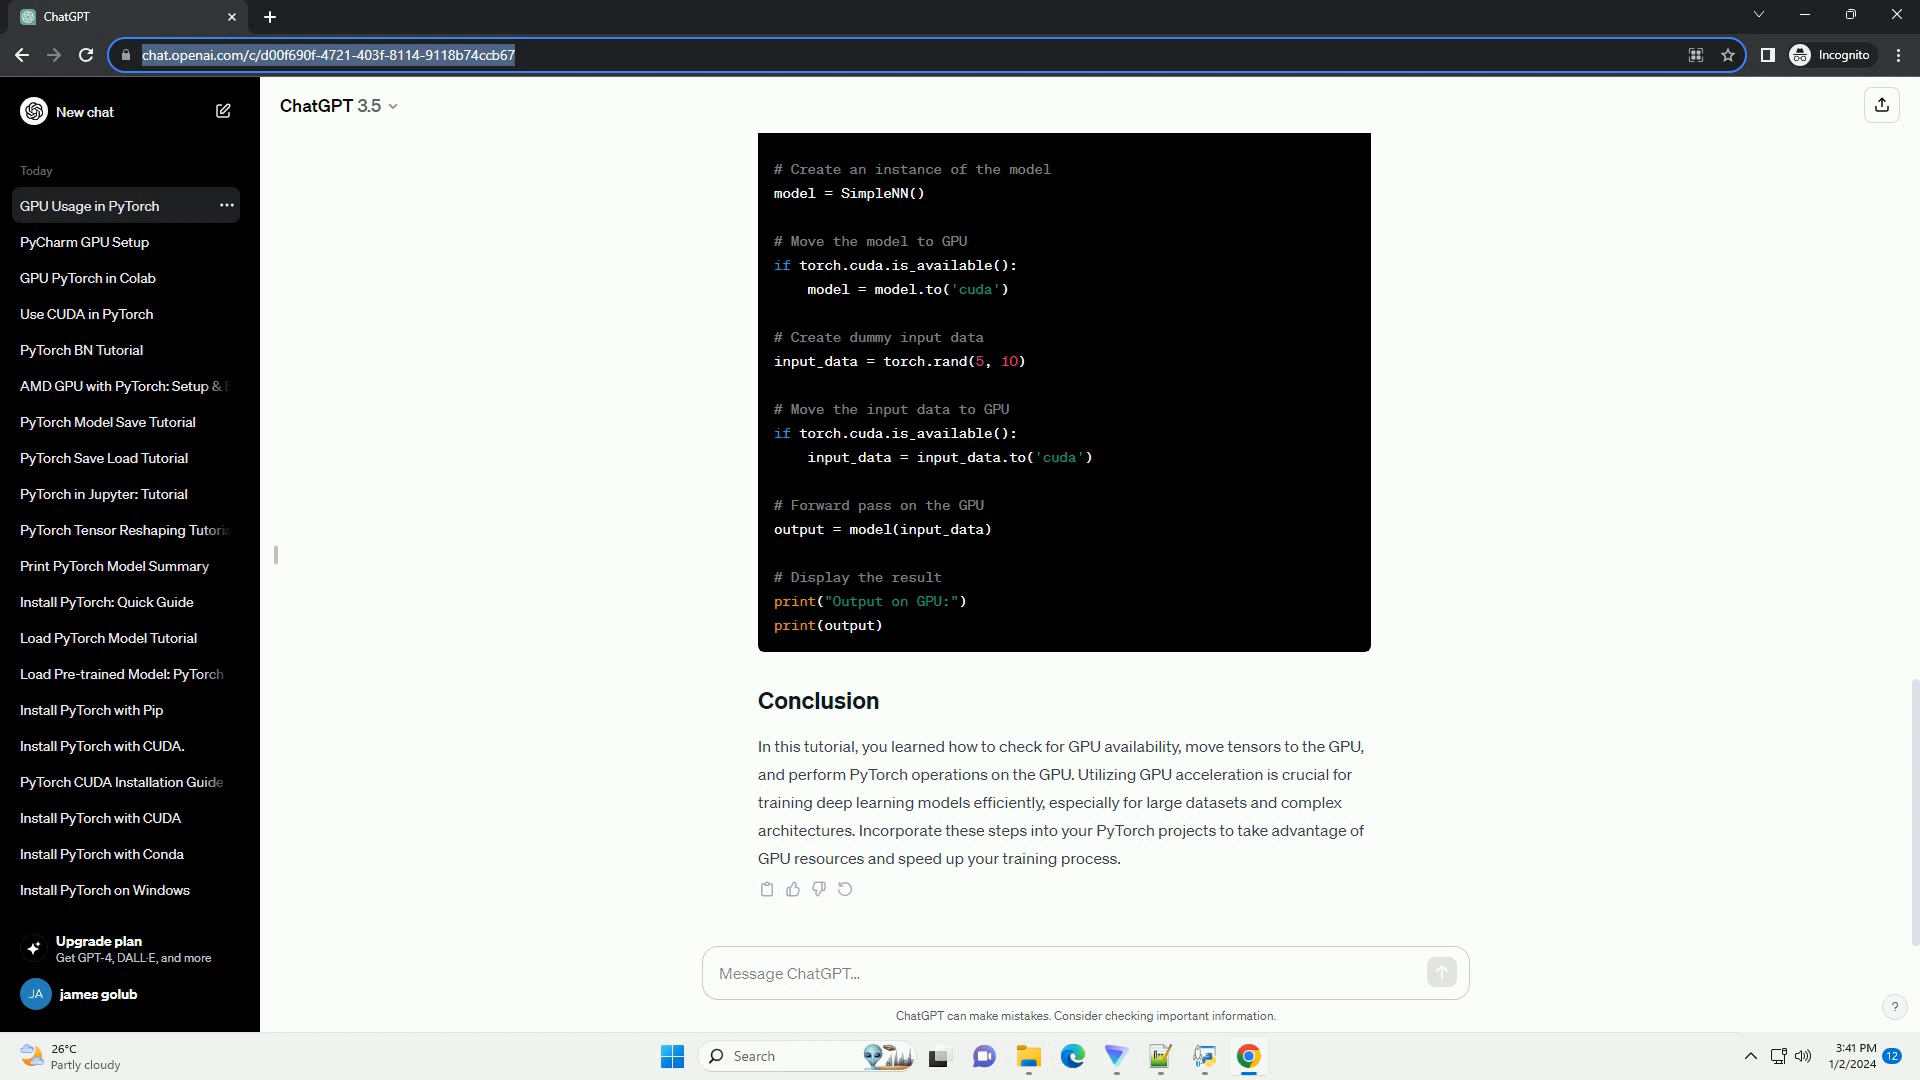 ChatGPT
chat.openai.com/c/d00f690f-4721-403f-8114-9118b74ccb67
Incognito
New chat
Today
GPU Usage in PyTorch
PyCharm GPU Setup
GPU PyTorch in Colab
Use CUDA in PyTorch
PyTorch BN Tutorial
AMD GPU with PyTorch: Setup & E
PyTorch Model Save Tutorial
PyTorch Save Load Tutorial
PyTorch in Jupyter: Tutorial
PyTorch Tensor Reshaping Tutoria
Print PyTorch Model Summary
Install PyTorch: Quick Guide
Load PyTorch Model Tutorial
Load Pre-trained Model: PyTorch
Install PyTorch with Pip
Install PyTorch with CUDA.
PyTorch CUDA Installation Guide
Install PyTorch with CUDA
Install PyTorch with Conda
Install PyTorch on Windows
Upgrade plan
Get GPT-4, DALL·E, and more
JA james golub
ChatGPT 3.5
# Create an instance of the model
model = SimpleNN()
# Move the model to GPU
if torch.cuda.is_available():
    model = model.to('cuda')
# Create dummy input data
input_data = torch.rand(5, 10)
# Move the input data to GPU
if torch.cuda.is_available():
    input_data = input_data.to('cuda')
# Forward pass on the GPU
output = model(input_data)
# Display the result
print("Output on GPU:")
print(output)
Conclusion
In this tutorial, you learned how to check for GPU availability, move tensors to the GPU,
and perform PyTorch operations on the GPU. Utilizing GPU acceleration is crucial for
training deep learning models efficiently, especially for large datasets and complex
architectures. Incorporate these steps into your PyTorch projects to take advantage of
GPU resources and speed up your training process.
Message ChatGPT...
ChatGPT can make mistakes. Consider checking important information.
?
26°C
Partly cloudy
Search
3:41 PM
1/2/2024
12